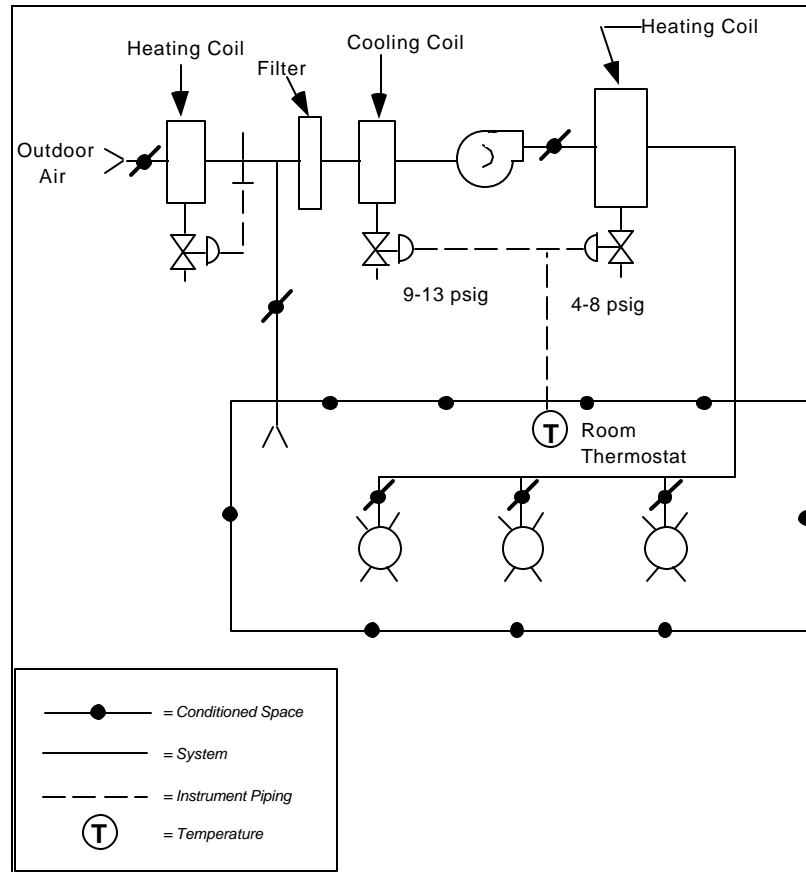 Heating Coil
Cooling Coil
Heating Coil
Filter
Outdoor
Air
9-13 psig
4-8 psig
T
Room
Thermostat
= Conditioned Space
= System
= Instrument Piping
T
= Temperature